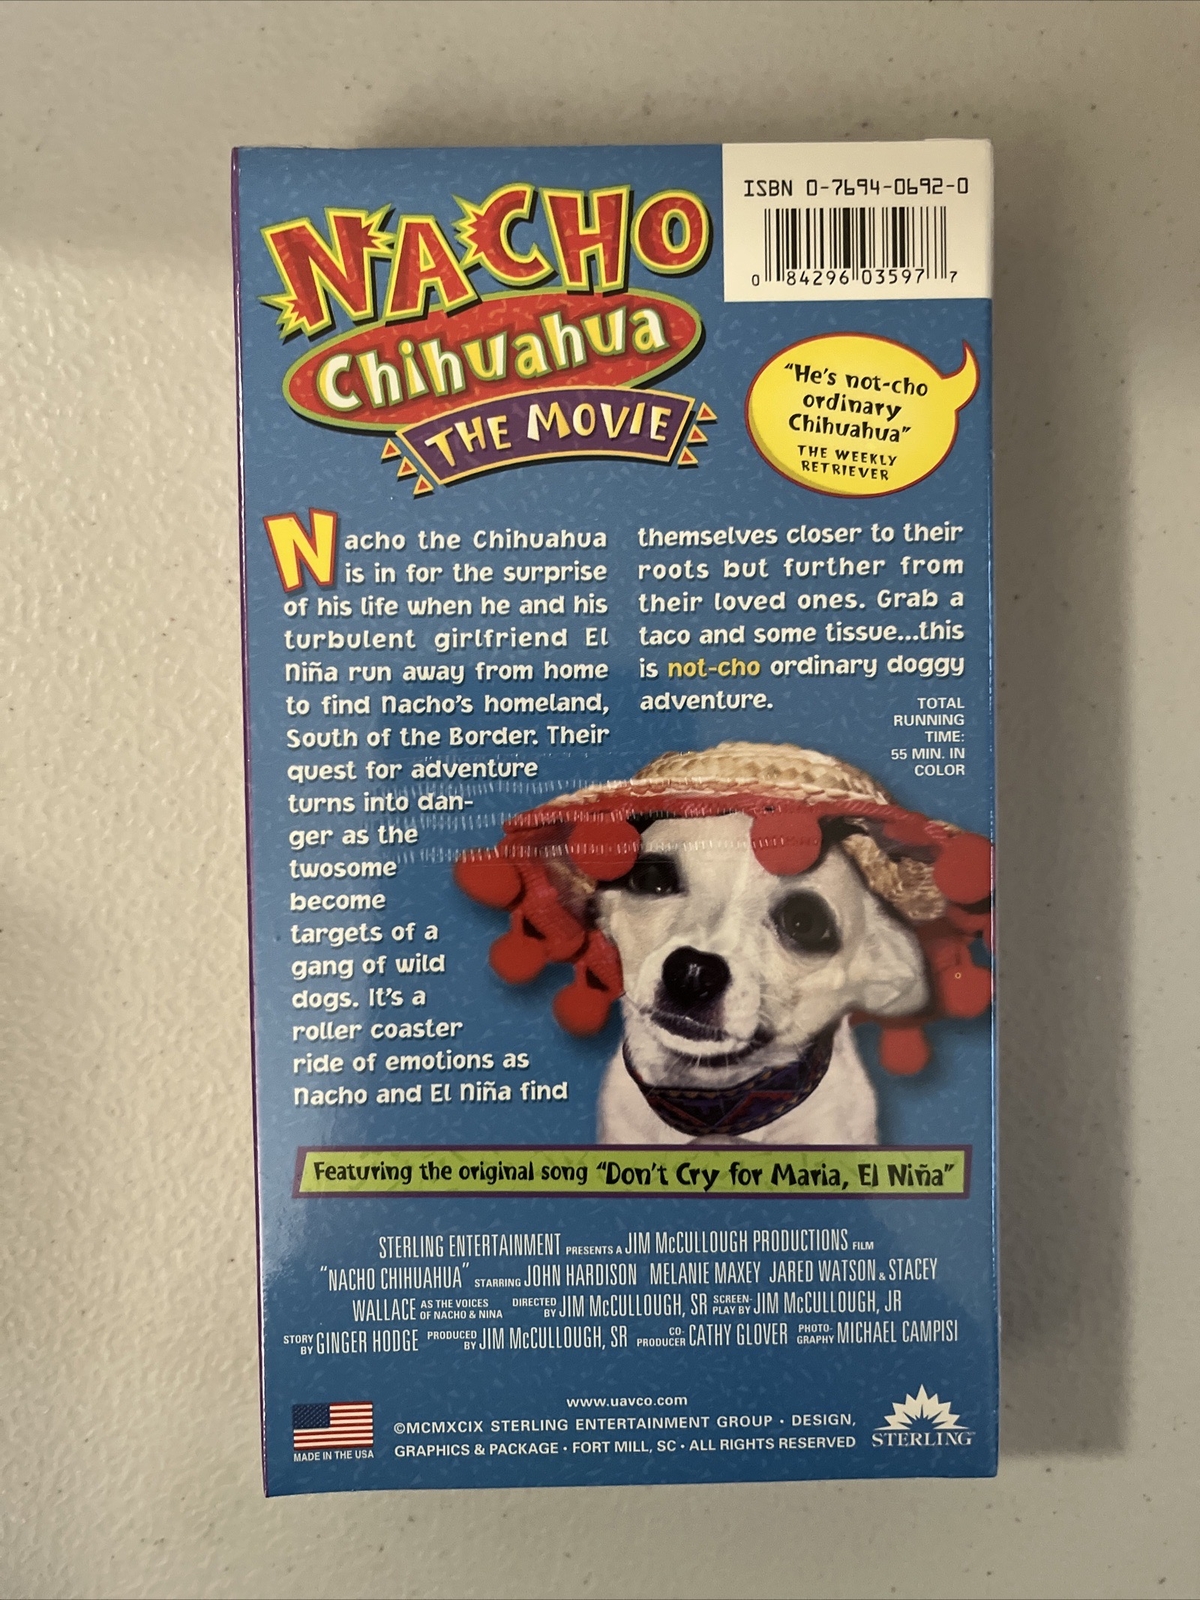 NACHO
Chihuahua
THE MOVIE
ISBN 0-7694-0692-0
0 84296 03597 7
"He's not-cho
ordinary
Chihuahua"
THE WEEKLY
RETRIEVER
Nacho the Chihuahua
is in for the surprise
of his life when he and his
turbulent girlfriend El
Niña run away from home
to find Nacho's homeland,
South of the Border. Their
quest for adventure
turns into dan-
ger as the
twosome
become
targets of a
gang of wild
dogs. It's a
roller coaster
ride of emotions as
Nacho and El Niña find
themselves closer to their
roots but further from
their loved ones. Grab a
taco and some tissue...this
is not-cho ordinary doggy
adventure.
TOTAL
RUNNING
TIME:
55 MIN. IN
COLOR
Featuring the original song "Don't Cry for Maria, El Niña"
STERLING ENTERTAINMENT PRESENTS A JIM McCULLOUGH PRODUCTIONS FILM
"NACHO CHIHUAHUA" STARRING JOHN HARDISON MELANIE MAXEY JARED WATSON & STACEY
WALLACE AS THE VOICES OF NACHO & NINA DIRECTED BY JIM McCULLOUGH, SR SCREEN-PLAY BY JIM McCULLOUGH, JR
STORY BY GINGER HODGE PRODUCED BY JIM McCULLOUGH, SR CO-PRODUCER CATHY GLOVER PHOTO-GRAPHY MICHAEL CAMPISI
www.uavco.com
©MCMXCIX STERLING ENTERTAINMENT GROUP • DESIGN,
GRAPHICS & PACKAGE • FORT MILL, SC • ALL RIGHTS RESERVED
MADE IN THE USA
STERLING